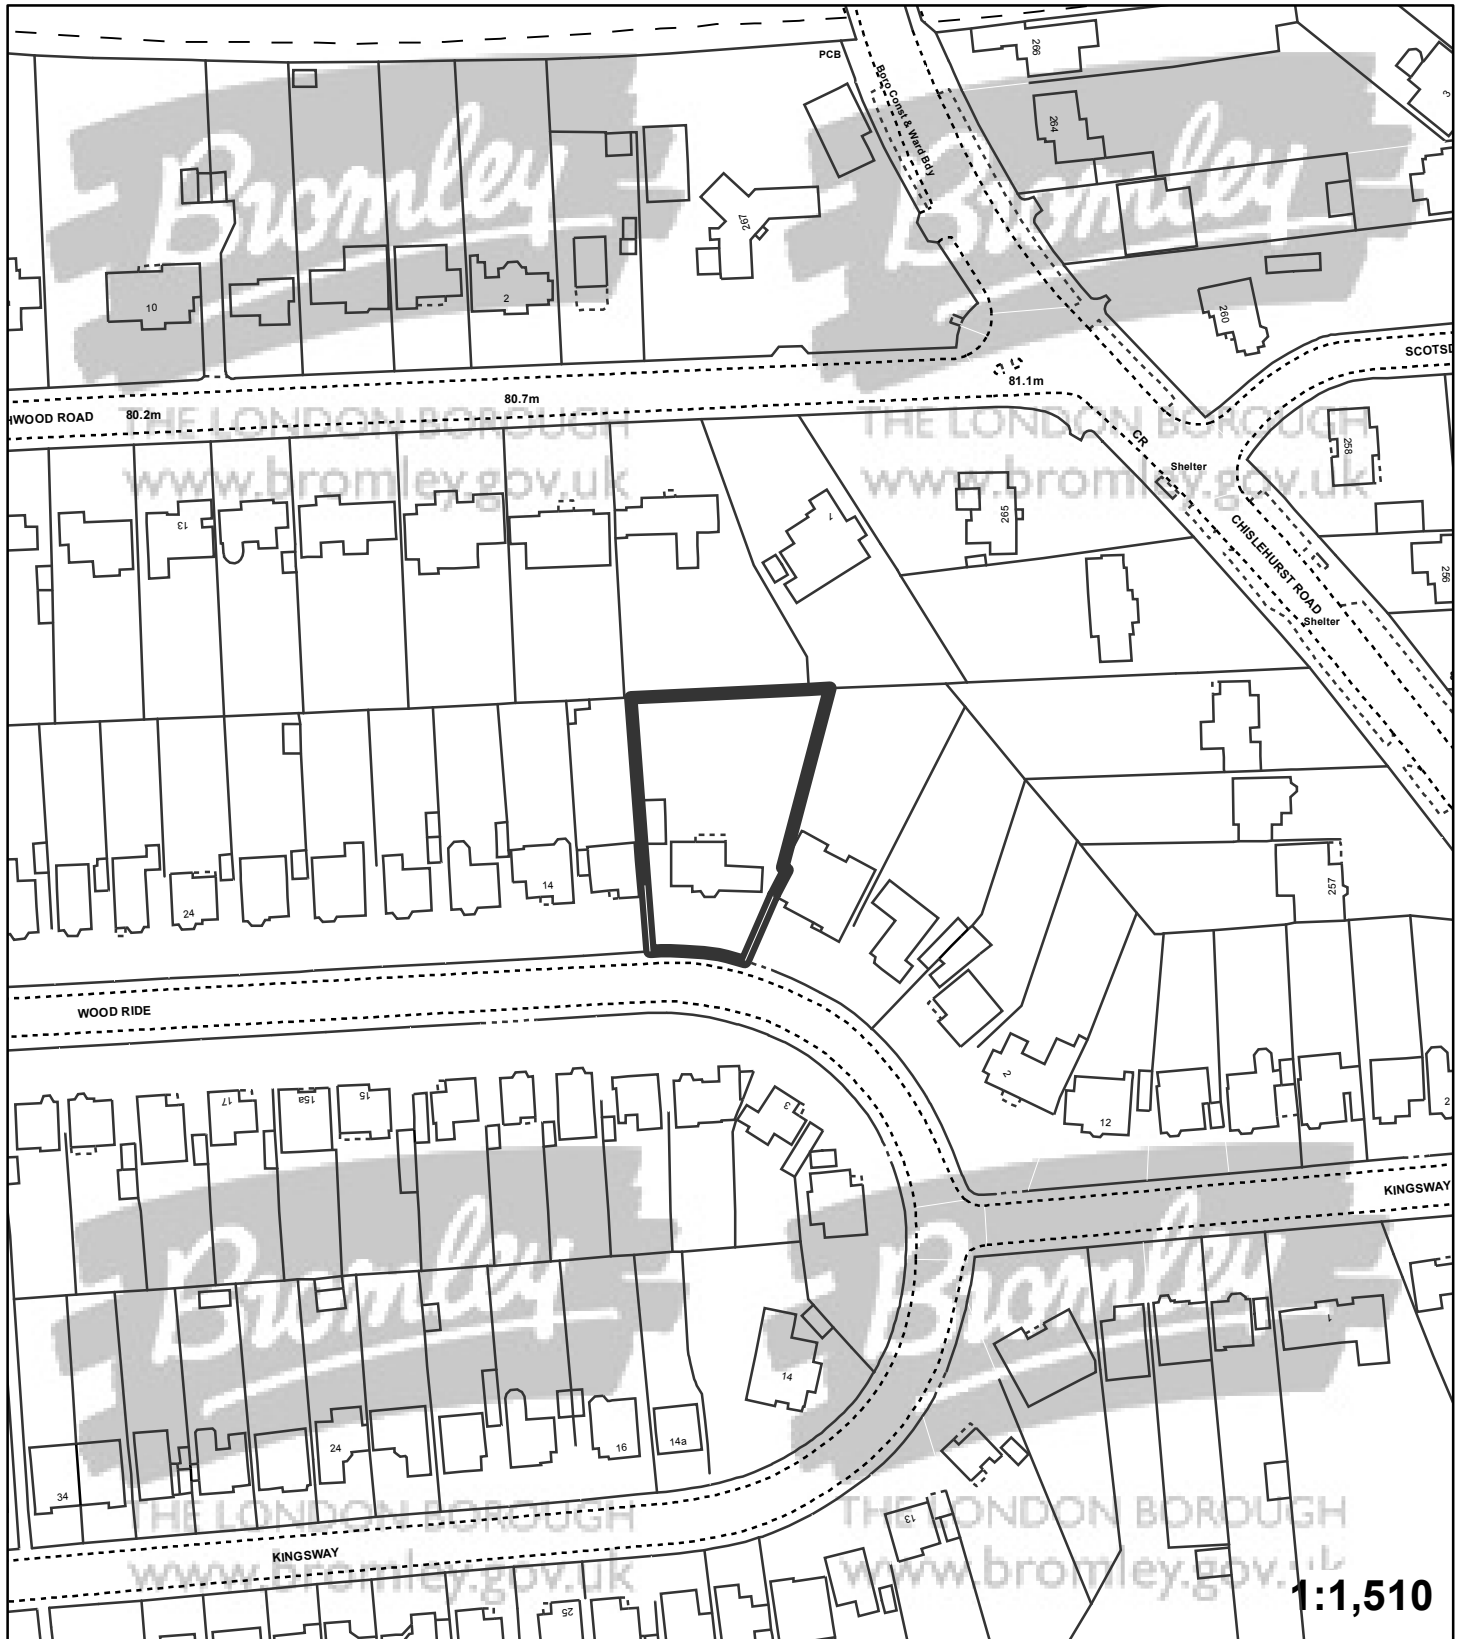 PCB
Boro Const & Ward Bdy
266
264
3
267
10
2
260
SCOTSD
HWOOD ROAD
80.2m
80.7m
81.1m
CR
Shelter
258
13
1
265
CHISLEHURST ROAD
Shelter
256
14
24
257
WOOD RIDE
17
15a
15
3
2
12
2
KINGSWAY
14
1
34
24
16
14a
13
KINGSWAY
25
1:1,510
Bromley
THE LONDON BOROUGH
www.bromley.gov.uk
Bromley
THE LONDON BOROUGH
www.bromley.gov.uk
Bromley
THE LONDON BOROUGH
www.bromley.gov.uk
Bromley
THE LONDON BOROUGH
www.bromley.gov.uk